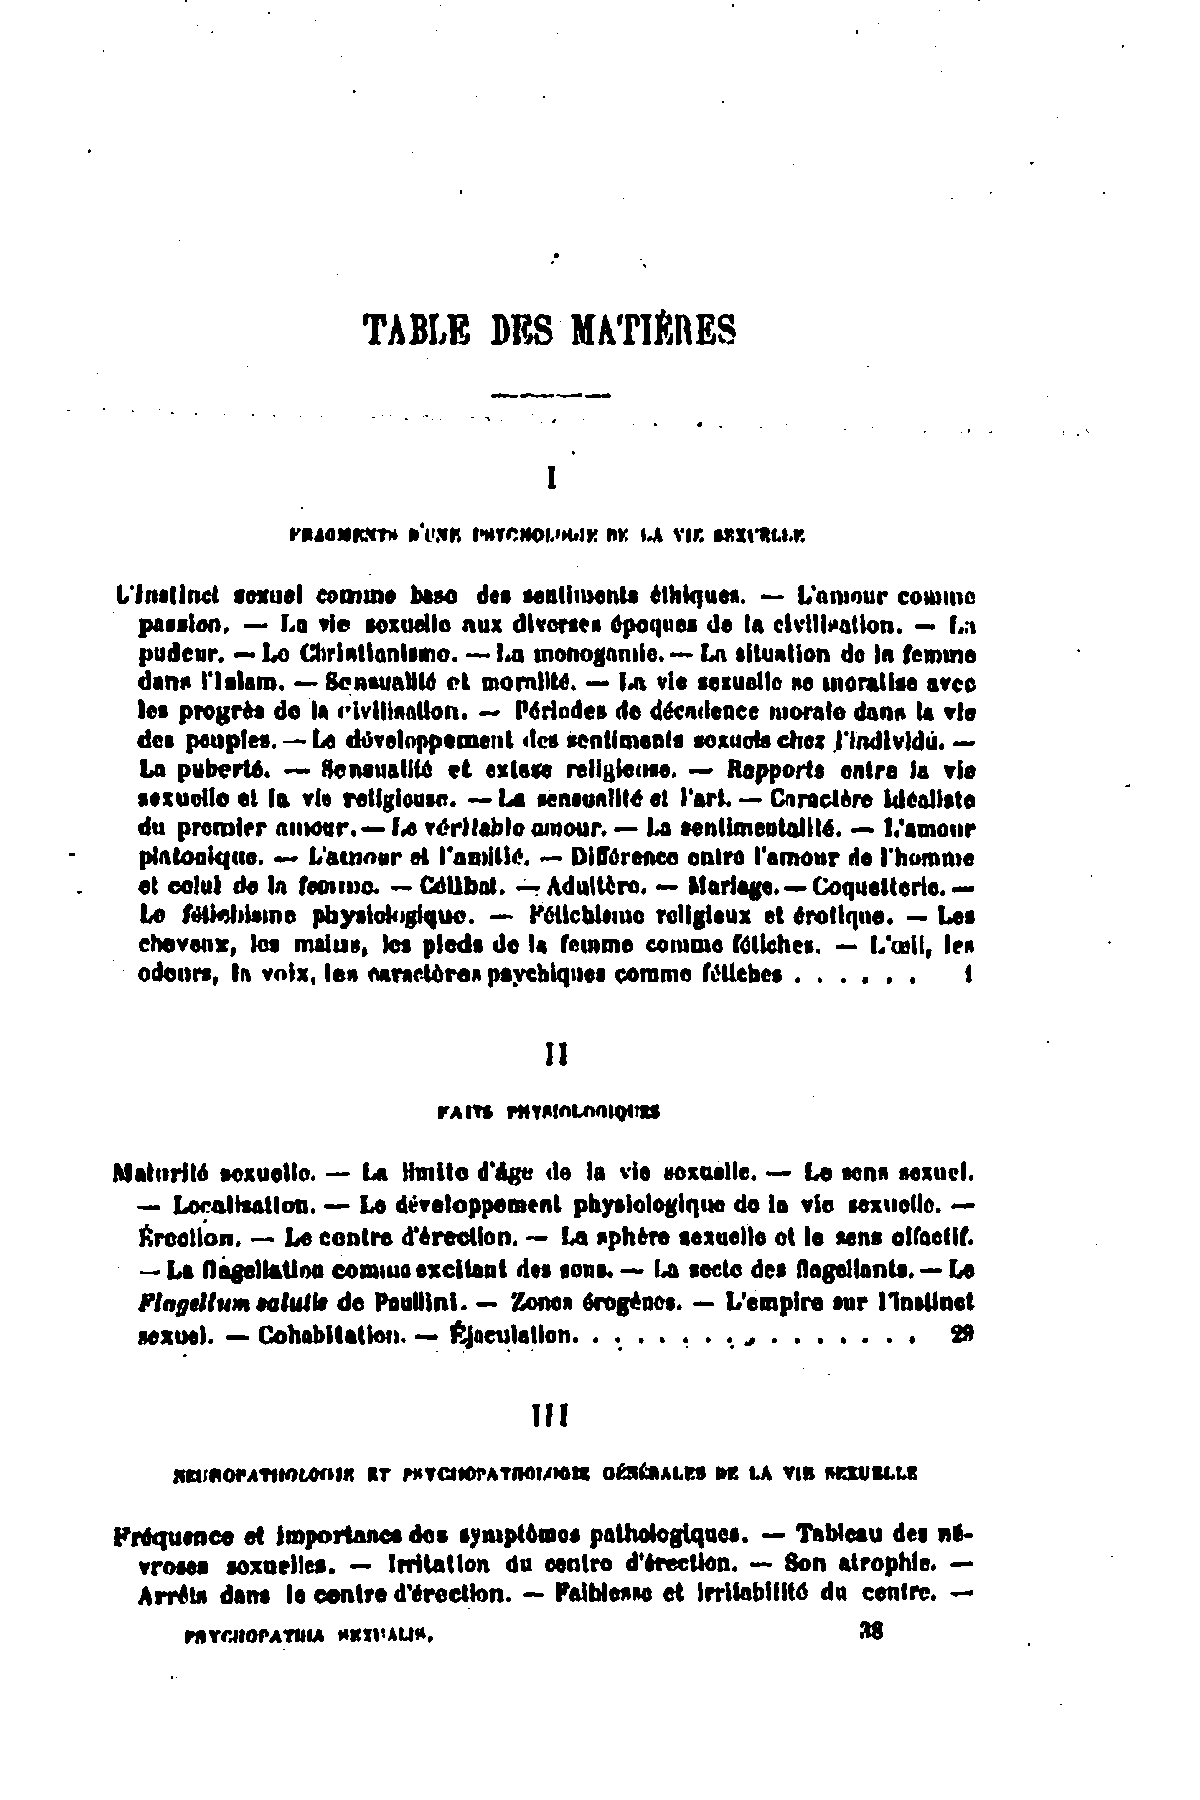 TABLE DES MATIÈRES
I
FRAGMENTS D'UNE PSYCHOLOGIE DE LA VIE SEXUELLE
L'instinct sexuel comme base des sentiments éthiques. — L'amour comme
passion. — La vie sexuelle aux diverses époques de la civilisation. — La
pudeur. — Le Christianisme. — La monogamie. — La situation de la femme
dans l'Islam. — Sensualité et moralité. — La vie sexuelle se moralise avec
les progrès de la civilisation. — Périodes de décadence morale dans la vie
des peuples. — Le développement des sentiments sexuels chez l'individu. —
La puberté. — Sensualité et extase religieuse. — Rapports entre la vie
sexuelle et la vie religieuse. — La sensualité et l'art. — Caractère idéaliste
du premier amour. — Le véritable amour. — La sentimentalité. — L'amour
platonique. — L'amour et l'amitié. — Différence entre l'amour de l'homme
et celui de la femme. — Célibat. — Adultère. — Mariage. — Coquetterie. —
Le fétichisme physiologique. — Fétichisme religieux et érotique. — Les
cheveux, les mains, les pieds de la femme comme fétiches. — L'œil, les
odeurs, la voix, les caractères psychiques comme fétiches . . . . . . 1
II
FAITS PHYSIOLOGIQUES
Maturité sexuelle. — La limite d'âge de la vie sexuelle. — Le sens sexuel.
— Localisation. — Le développement physiologique de la vie sexuelle. —
Érection. — Le centre d'érection. — La sphère sexuelle et le sens olfactif.
— La flagellation comme excitant des sens. — La secte des flagellants. — Le
Flagellum salutis de Paullini. — Zones érogènes. — L'empire sur l'instinct
sexuel. — Cohabitation. — Éjaculation. . . . . . . . . . . . . . . . 29
III
NEUROPATHOLOGIE ET PSYCHOPATHOLOGIE GÉNÉRALES DE LA VIE SEXUELLE
Fréquence et importance des symptômes pathologiques. — Tableau des né-
vroses sexuelles. — Irritation du centre d'érection. — Son atrophie. —
Arrêts dans le centre d'érection. — Faiblesse et irritabilité du centre. —
PSYCHOPATHIA SEXUALIS. 38